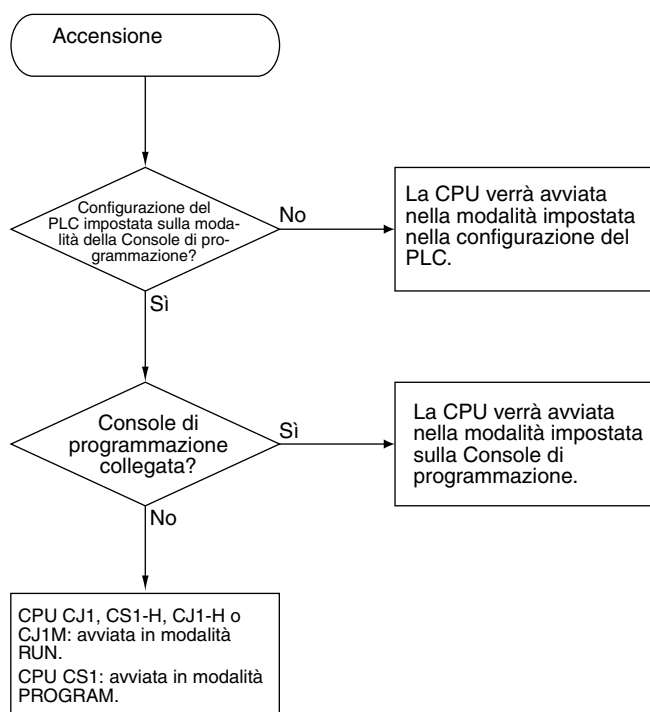 Accensione
Configurazione del
PLC impostata sulla moda-
lità della Console di pro-
grammazione?
No
La CPU verrà avviata
nella modalità impostata
nella configurazione del
PLC.
Sì
Console di
programmazione
collegata?
Sì
La CPU verrà avviata
nella modalità impostata
sulla Console di
programmazione.
No
CPU CJ1, CS1-H, CJ1-H o
CJ1M: avviata in modalità
RUN.
CPU CS1: avviata in modalità
PROGRAM.